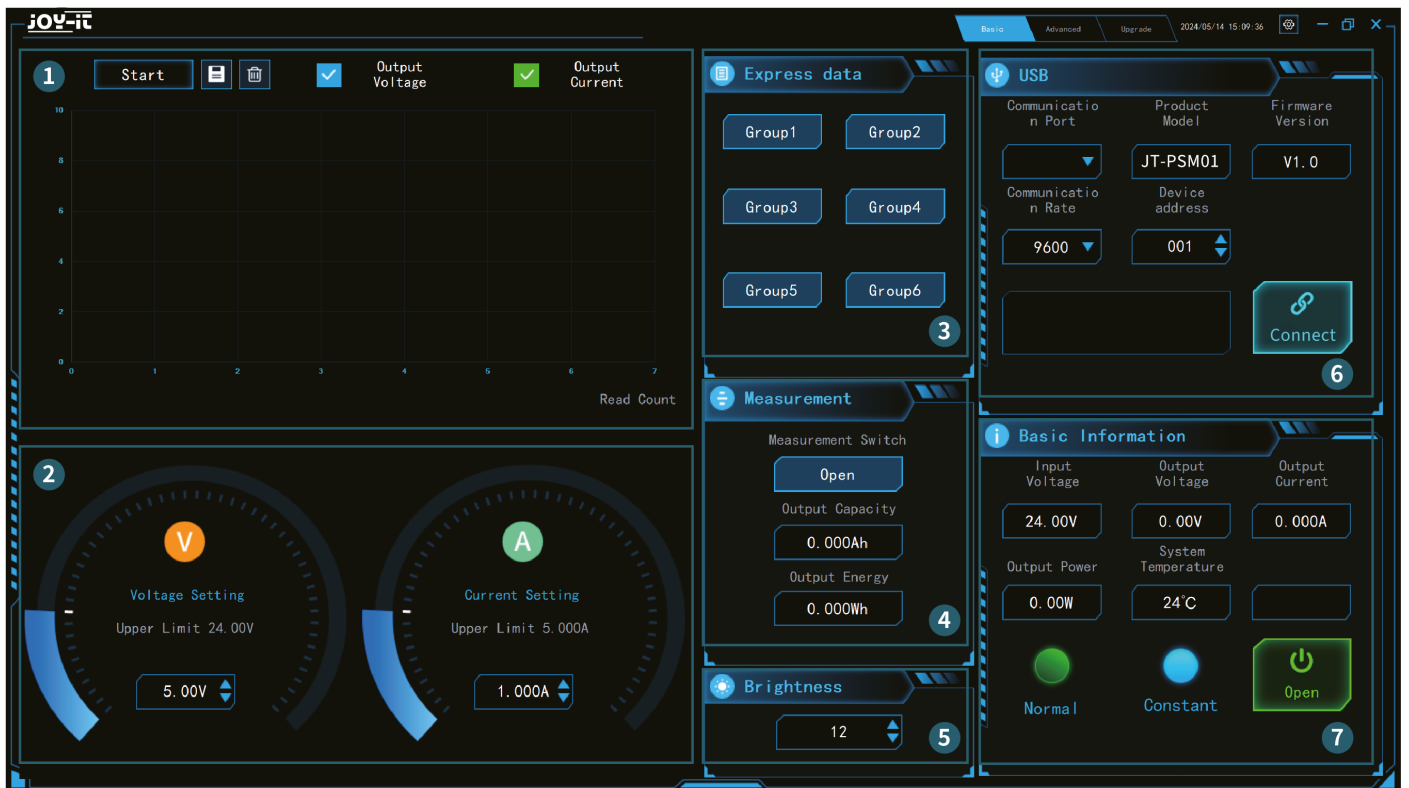 JOY-iT
Basic
Advanced
Upgrade
2024/05/14 15:09:36
1
Start
Output
Voltage
Output
Current
10
8
6
4
2
0
0 1 2 3 4 5 6 7
Read Count
2
V
Voltage Setting
Upper Limit 24.00V
5.00V
A
Current Setting
Upper Limit 5.000A
1.000A
Express data
Group1 Group2
Group3 Group4
Group5 Group6
3
Measurement
Measurement Switch
Open
Output Capacity
0.000Ah
Output Energy
0.000Wh
4
Brightness
12
5
USB
Communicatio
n Port
Product
Model
Firmware
Version
JT-PSM01
V1.0
Communicatio
n Rate
Device
address
9600
001
Connect
6
Basic Information
Input
Voltage
Output
Voltage
Output
Current
24.00V
0.00V
0.000A
Output Power
System
Temperature
0.00W
24℃
Normal
Constant
Open
7